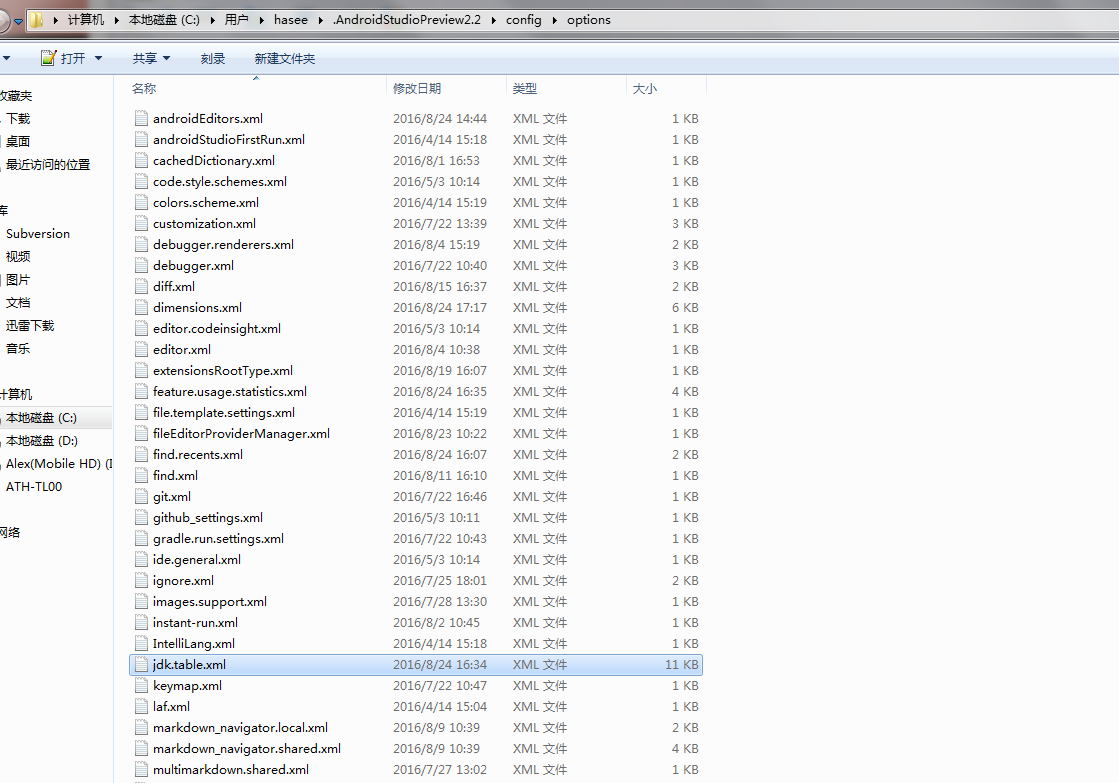 计算机 本地磁盘 (C:) 用户 hasee .AndroidStudioPreview2.2 config options
打开 共享 刻录 新建文件夹
收藏夹
下载
桌面
最近访问的位置
库
Subversion
视频
图片
文档
迅雷下载
音乐
计算机
本地磁盘 (C:)
本地磁盘 (D:)
Alex(Mobile HD) (I
ATH-TL00
网络
名称 修改日期 类型 大小
androidEditors.xml 2016/8/24 14:44 XML 文件 1 KB
androidStudioFirstRun.xml 2016/4/14 15:18 XML 文件 1 KB
cachedDictionary.xml 2016/8/1 16:53 XML 文件 1 KB
code.style.schemes.xml 2016/5/3 10:14 XML 文件 1 KB
colors.scheme.xml 2016/4/14 15:19 XML 文件 1 KB
customization.xml 2016/7/22 13:39 XML 文件 3 KB
debugger.renderers.xml 2016/8/4 15:19 XML 文件 2 KB
debugger.xml 2016/7/22 10:40 XML 文件 3 KB
diff.xml 2016/8/15 16:37 XML 文件 2 KB
dimensions.xml 2016/8/24 17:17 XML 文件 6 KB
editor.codeinsight.xml 2016/5/3 10:14 XML 文件 1 KB
editor.xml 2016/8/4 10:38 XML 文件 1 KB
extensionsRootType.xml 2016/8/19 16:07 XML 文件 1 KB
feature.usage.statistics.xml 2016/8/24 16:35 XML 文件 4 KB
file.template.settings.xml 2016/4/14 15:19 XML 文件 1 KB
fileEditorProviderManager.xml 2016/8/23 10:22 XML 文件 1 KB
find.recents.xml 2016/8/24 16:07 XML 文件 2 KB
find.xml 2016/8/11 16:10 XML 文件 1 KB
git.xml 2016/7/22 16:46 XML 文件 1 KB
github_settings.xml 2016/5/3 10:11 XML 文件 1 KB
gradle.run.settings.xml 2016/7/22 10:43 XML 文件 1 KB
ide.general.xml 2016/5/3 10:14 XML 文件 1 KB
ignore.xml 2016/7/25 18:01 XML 文件 2 KB
images.support.xml 2016/7/28 13:30 XML 文件 1 KB
instant-run.xml 2016/8/2 10:45 XML 文件 1 KB
IntelliLang.xml 2016/4/14 15:18 XML 文件 1 KB
jdk.table.xml 2016/8/24 16:34 XML 文件 11 KB
keymap.xml 2016/7/22 10:47 XML 文件 1 KB
laf.xml 2016/4/14 15:04 XML 文件 1 KB
markdown_navigator.local.xml 2016/8/9 10:39 XML 文件 2 KB
markdown_navigator.shared.xml 2016/8/9 10:39 XML 文件 4 KB
multimarkdown.shared.xml 2016/7/27 13:02 XML 文件 1 KB